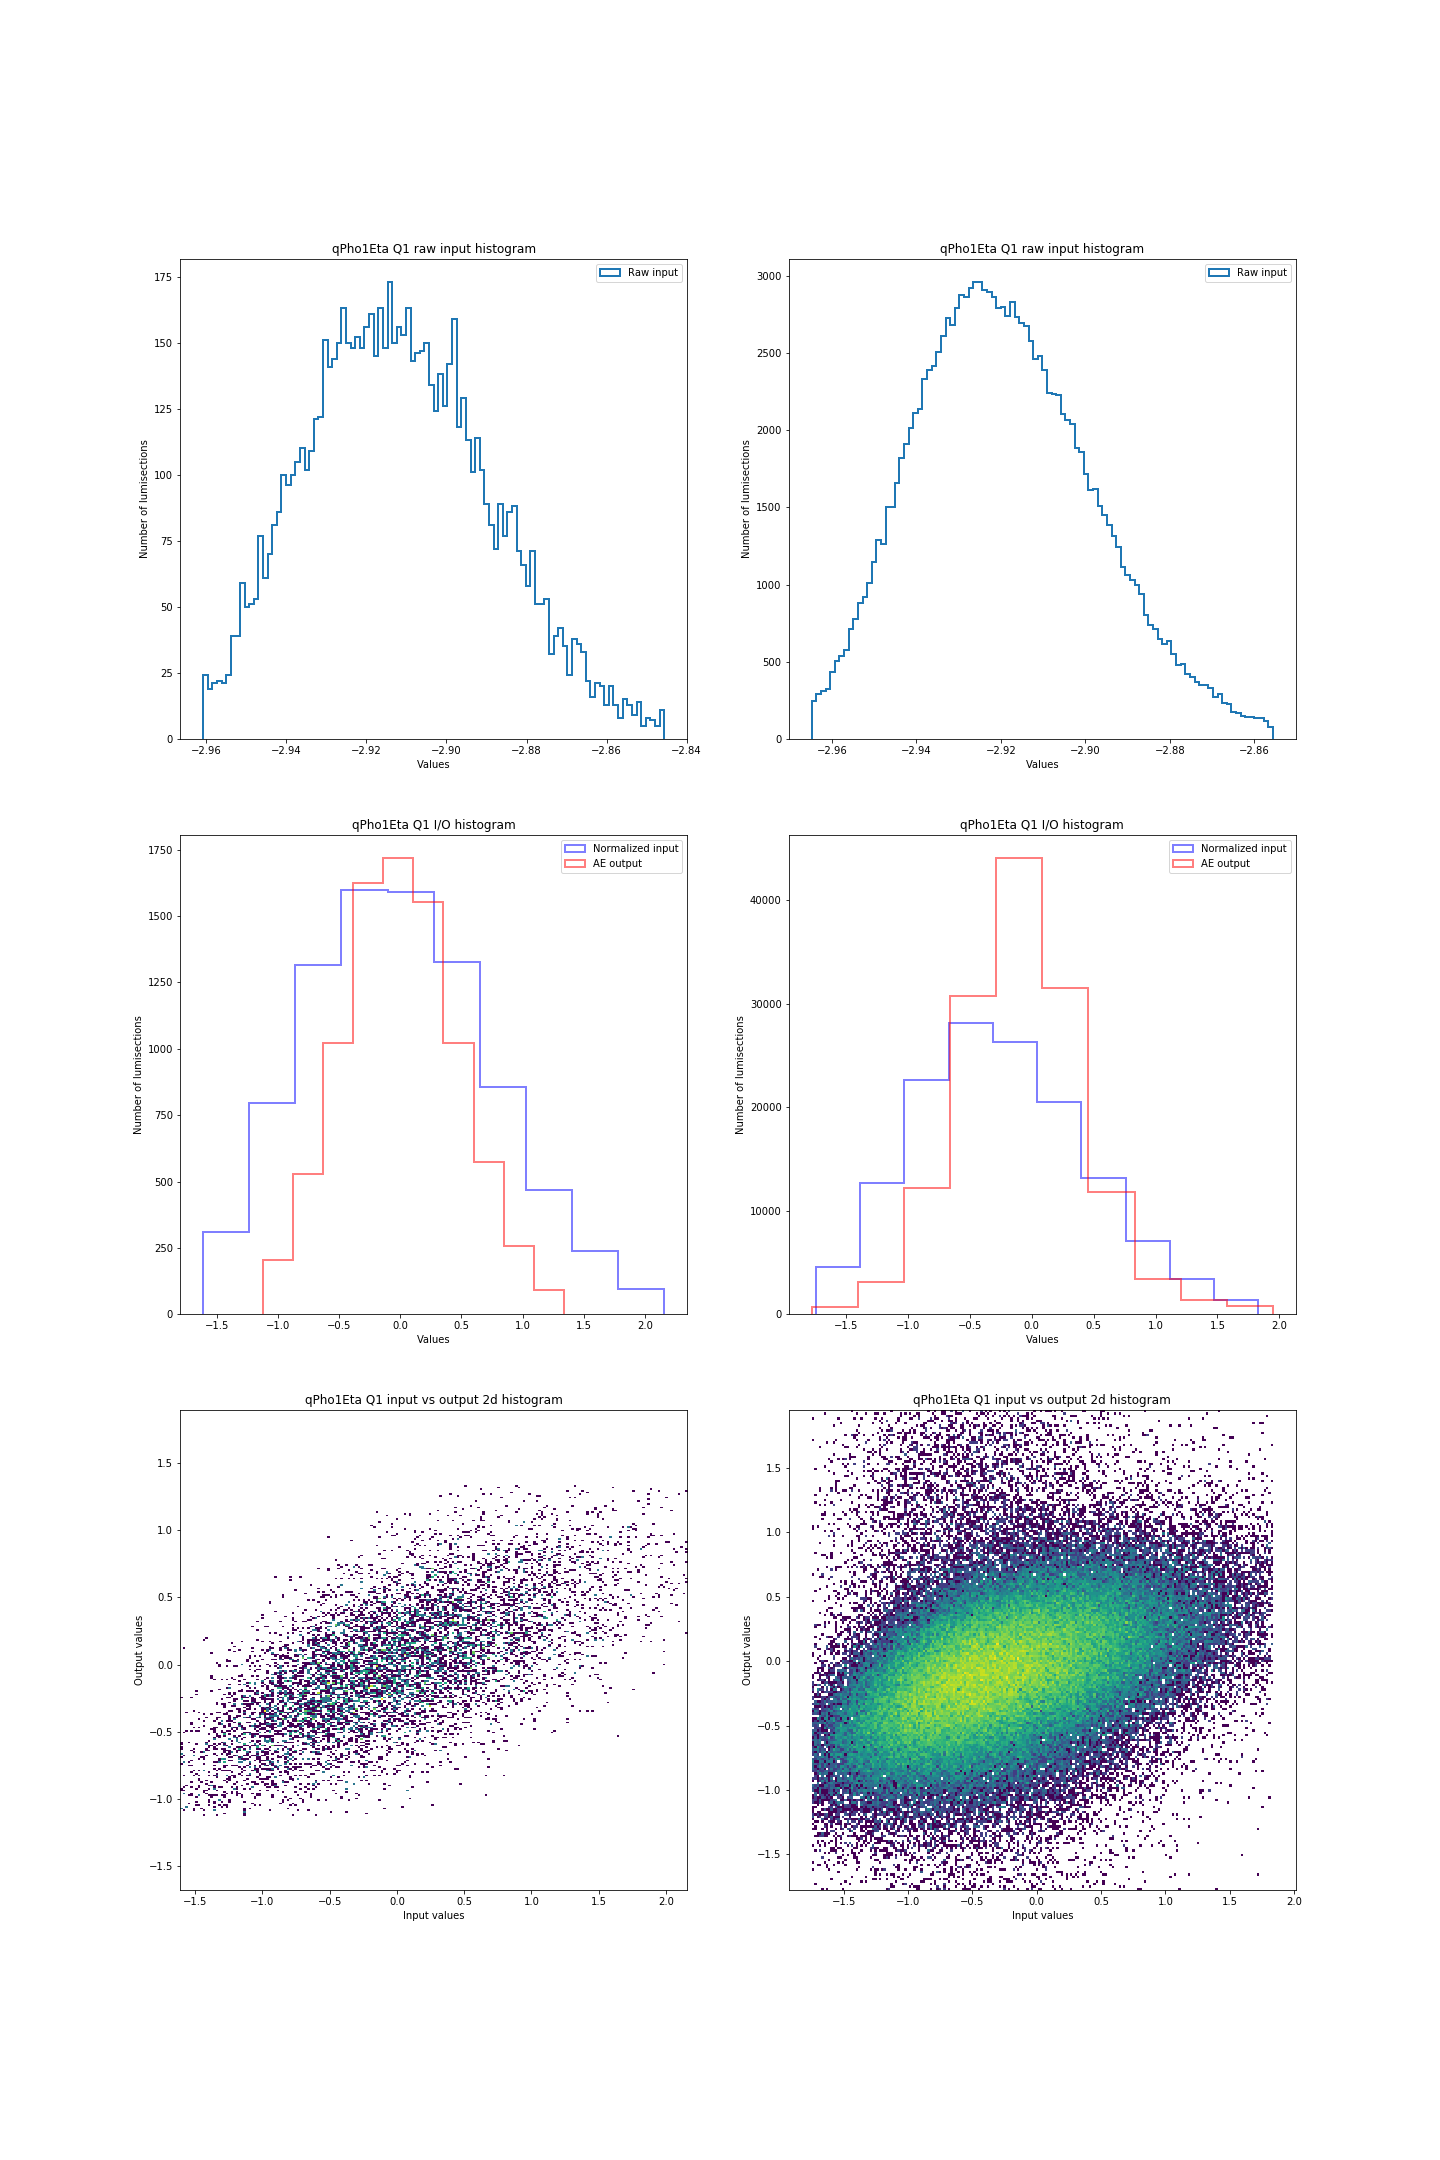 qPho1Eta Q1 raw input histogram
Raw input
Number of lumisections
175
150
125
100
75
50
25
0
−2.96 −2.94 −2.92 −2.90 −2.88 −2.86 −2.84
Values
qPho1Eta Q1 raw input histogram
Raw input
Number of lumisections
3000
2500
2000
1500
1000
500
0
−2.96 −2.94 −2.92 −2.90 −2.88 −2.86
Values
qPho1Eta Q1 I/O histogram
Normalized input
AE output
Number of lumisections
1750
1500
1250
1000
750
500
250
0
−1.5 −1.0 −0.5 0.0 0.5 1.0 1.5 2.0
Values
qPho1Eta Q1 I/O histogram
Normalized input
AE output
Number of lumisections
40000
30000
20000
10000
0
−1.5 −1.0 −0.5 0.0 0.5 1.0 1.5 2.0
Values
qPho1Eta Q1 input vs output 2d histogram
Output values
1.5
1.0
0.5
0.0
−0.5
−1.0
−1.5
−1.5 −1.0 −0.5 0.0 0.5 1.0 1.5 2.0
Input values
qPho1Eta Q1 input vs output 2d histogram
Output values
1.5
1.0
0.5
0.0
−0.5
−1.0
−1.5
−1.5 −1.0 −0.5 0.0 0.5 1.0 1.5 2.0
Input values